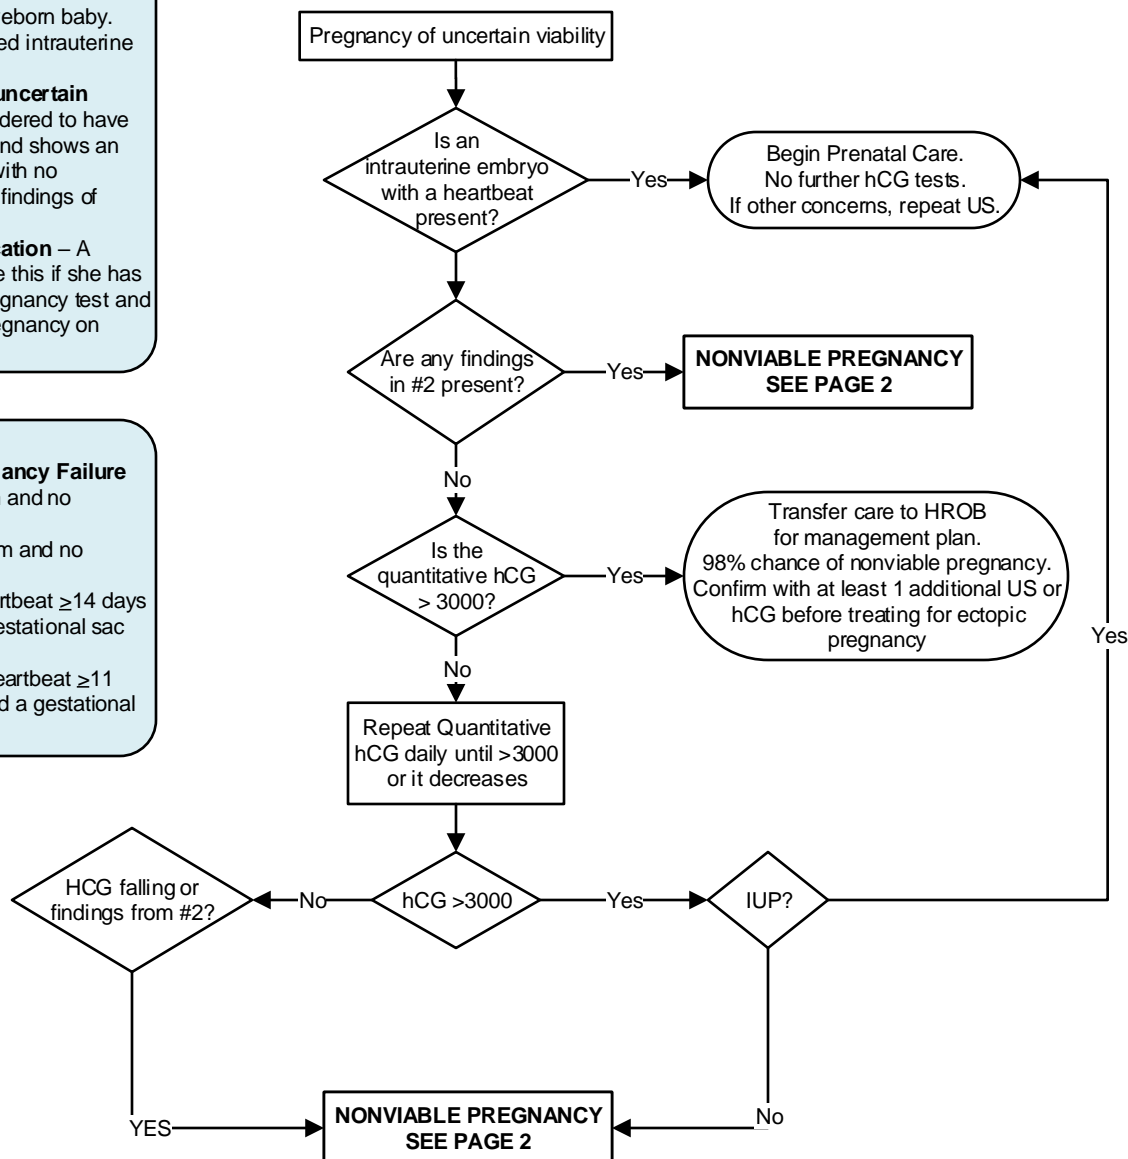 eborn baby.
ed intrauterine
uncertain
dered to have
nd shows an
with no
findings of
cation – A
e this if she has
gnancy test and
egnancy on
ancy Failure
and no
m and no
rtbeat ≥14 days
estational sac
eartbeat ≥11
d a gestational
Pregnancy of uncertain viability
Is an
intrauterine embryo
with a heartbeat
present?
Yes
Begin Prenatal Care.
No further hCG tests.
If other concerns, repeat US.
Are any findings
in #2 present?
Yes
NONVIABLE PREGNANCY
SEE PAGE 2
No
Is the
quantitative hCG
> 3000?
Yes
Transfer care to HROB
for management plan.
98% chance of nonviable pregnancy.
Confirm with at least 1 additional US or
hCG before treating for ectopic
pregnancy
Yes
No
Repeat Quantitative
hCG daily until >3000
or it decreases
HCG falling or
findings from #2?
No
hCG >3000
Yes
IUP?
YES
NONVIABLE PREGNANCY
SEE PAGE 2
No